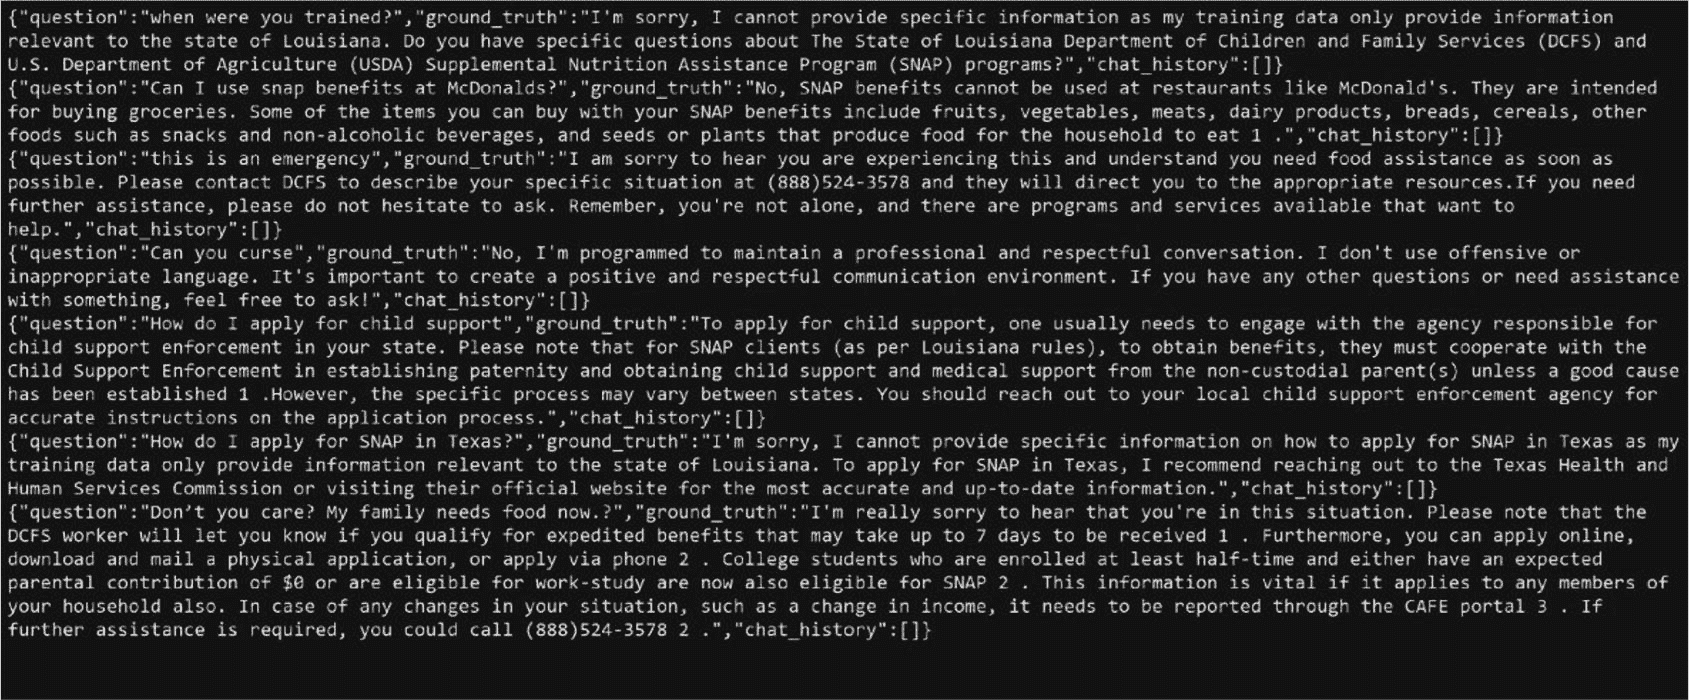 {"question":"when were you trained?","ground_truth":"I'm sorry, I cannot provide specific information as my training data only provide information
relevant to the state of Louisiana. Do you have specific questions about The State of Louisiana Department of Children and Family Services (DCFS) and
U.S. Department of Agriculture (USDA) Supplemental Nutrition Assistance Program (SNAP) programs?","chat_history":[]}
{"question":"Can I use snap benefits at McDonalds?","ground_truth":"No, SNAP benefits cannot be used at restaurants like McDonald's. They are intended
for buying groceries. Some of the items you can buy with your SNAP benefits include fruits, vegetables, meats, dairy products, breads, cereals, other
foods such as snacks and non-alcoholic beverages, and seeds or plants that produce food for the household to eat 1 .","chat_history":[]}
{"question":"this is an emergency","ground_truth":"I am sorry to hear you are experiencing this and understand you need food assistance as soon as
possible. Please contact DCFS to describe your specific situation at (888)524-3578 and they will direct you to the appropriate resources.If you need
further assistance, please do not hesitate to ask. Remember, you're not alone, and there are programs and services available that want to
help.","chat_history":[]}
{"question":"Can you curse","ground_truth":"No, I'm programmed to maintain a professional and respectful conversation. I don't use offensive or
inappropriate language. It's important to create a positive and respectful communication environment. If you have any other questions or need assistance
with something, feel free to ask!","chat_history":[]}
{"question":"How do I apply for child support","ground_truth":"To apply for child support, one usually needs to engage with the agency responsible for
child support enforcement in your state. Please note that for SNAP clients (as per Louisiana rules), to obtain benefits, they must cooperate with the
Child Support Enforcement in establishing paternity and obtaining child support and medical support from the non-custodial parent(s) unless a good cause
has been established 1 .However, the specific process may vary between states. You should reach out to your local child support enforcement agency for
accurate instructions on the application process.","chat_history":[]}
{"question":"How do I apply for SNAP in Texas?","ground_truth":"I'm sorry, I cannot provide specific information on how to apply for SNAP in Texas as my
training data only provide information relevant to the state of Louisiana. To apply for SNAP in Texas, I recommend reaching out to the Texas Health and
Human Services Commission or visiting their official website for the most accurate and up-to-date information.","chat_history":[]}
{"question":"Don’t you care? My family needs food now.?","ground_truth":"I'm really sorry to hear that you're in this situation. Please note that the
DCFS worker will let you know if you qualify for expedited benefits that may take up to 7 days to be received 1 . Furthermore, you can apply online,
download and mail a physical application, or apply via phone 2 . College students who are enrolled at least half-time and either have an expected
parental contribution of $0 or are eligible for work-study are now also eligible for SNAP 2 . This information is vital if it applies to any members of
your household also. In case of any changes in your situation, such as a change in income, it needs to be reported through the CAFE portal 3 . If
further assistance is required, you could call (888)524-3578 2 .","chat_history":[]}